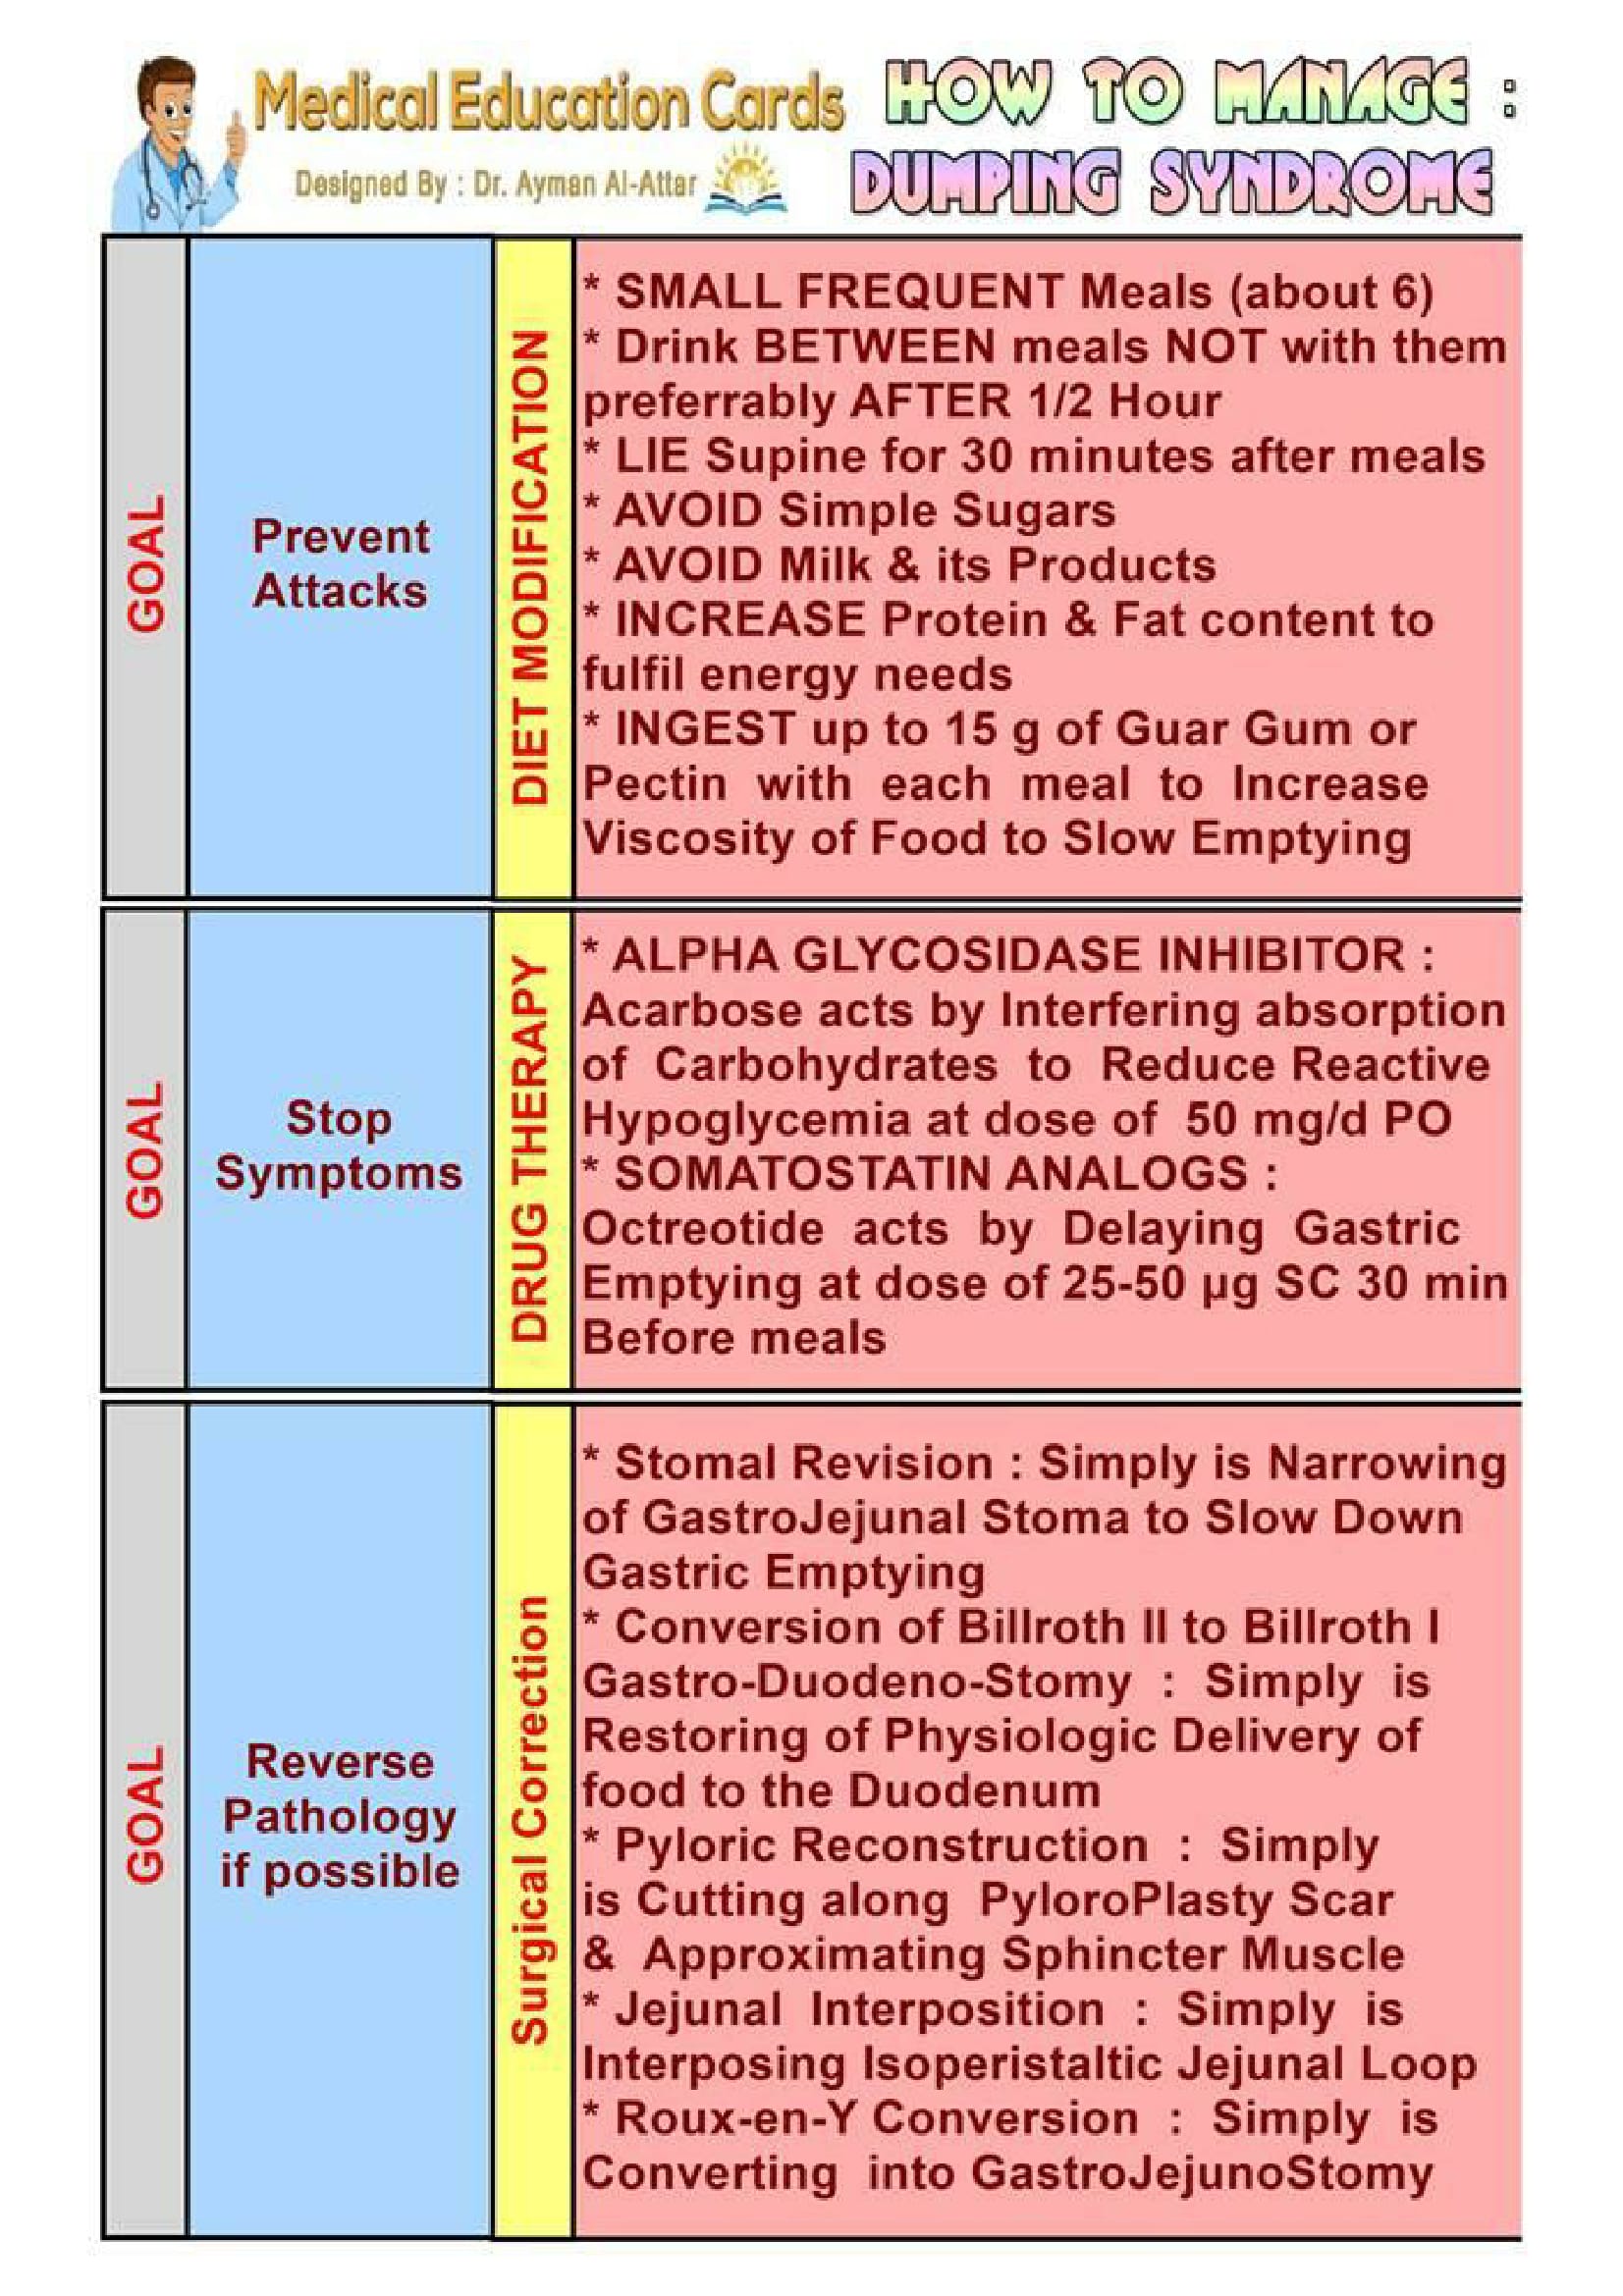 Medical Education Cards
Designed By : Dr. Ayman Al-Attar
HOW TO MANAGE :
DUMPING SYNDROME
GOAL
Prevent
Attacks
DIET MODIFICATION
* SMALL FREQUENT Meals (about 6)
* Drink BETWEEN meals NOT with them
preferrably AFTER 1/2 Hour
* LIE Supine for 30 minutes after meals
* AVOID Simple Sugars
* AVOID Milk & its Products
* INCREASE Protein & Fat content to
fulfil energy needs
* INGEST up to 15 g of Guar Gum or
Pectin with each meal to Increase
Viscosity of Food to Slow Emptying
GOAL
Stop
Symptoms
DRUG THERAPY
* ALPHA GLYCOSIDASE INHIBITOR :
Acarbose acts by Interfering absorption
of Carbohydrates to Reduce Reactive
Hypoglycemia at dose of 50 mg/d PO
* SOMATOSTATIN ANALOGS :
Octreotide acts by Delaying Gastric
Emptying at dose of 25-50 µg SC 30 min
Before meals
GOAL
Reverse
Pathology
if possible
Surgical Correction
* Stomal Revision : Simply is Narrowing
of GastroJejunal Stoma to Slow Down
Gastric Emptying
* Conversion of Billroth II to Billroth I
Gastro-Duodeno-Stomy : Simply is
Restoring of Physiologic Delivery of
food to the Duodenum
* Pyloric Reconstruction : Simply
is Cutting along PyloroPlasty Scar
& Approximating Sphincter Muscle
* Jejunal Interposition : Simply is
Interposing Isoperistaltic Jejunal Loop
* Roux-en-Y Conversion : Simply is
Converting into GastroJejunoStomy